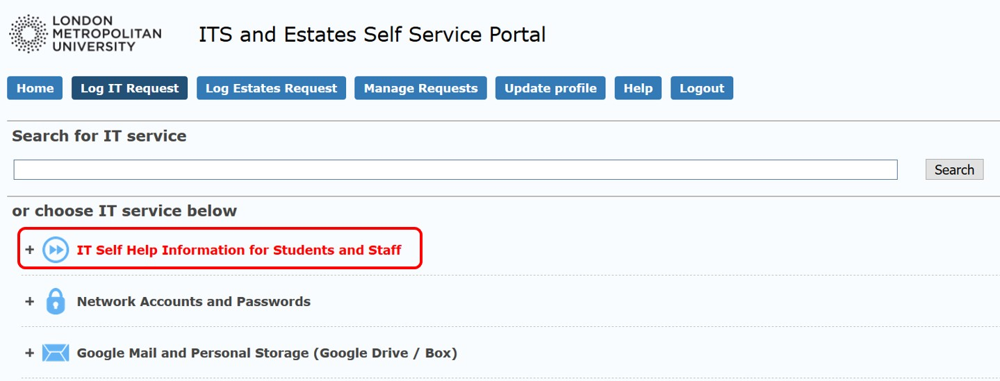 LONDON
METROPOLITAN
UNIVERSITY
ITS and Estates Self Service Portal
Home Log IT Request Log Estates Request Manage Requests Update profile Help Logout
Search for IT service
Search
or choose IT service below
+ IT Self Help Information for Students and Staff
+ Network Accounts and Passwords
+ Google Mail and Personal Storage (Google Drive / Box)